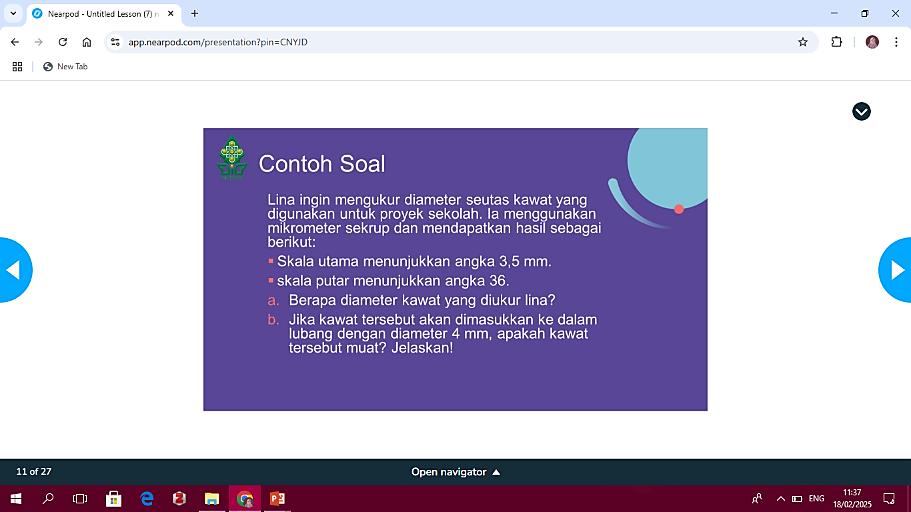 Nearpod - Untitled Lesson (7) n
app.nearpod.com/presentation?pin=CNYJD
New Tab
Contoh Soal
Lina ingin mengukur diameter seutas kawat yang
digunakan untuk proyek sekolah. Ia menggunakan
mikrometer sekrup dan mendapatkan hasil sebagai
berikut:
▪ Skala utama menunjukkan angka 3,5 mm.
▪ skala putar menunjukkan angka 36.
a. Berapa diameter kawat yang diukur lina?
b. Jika kawat tersebut akan dimasukkan ke dalam
lubang dengan diameter 4 mm, apakah kawat
tersebut muat? Jelaskan!
11 of 27
Open navigator
ENG
11:37
18/02/2025